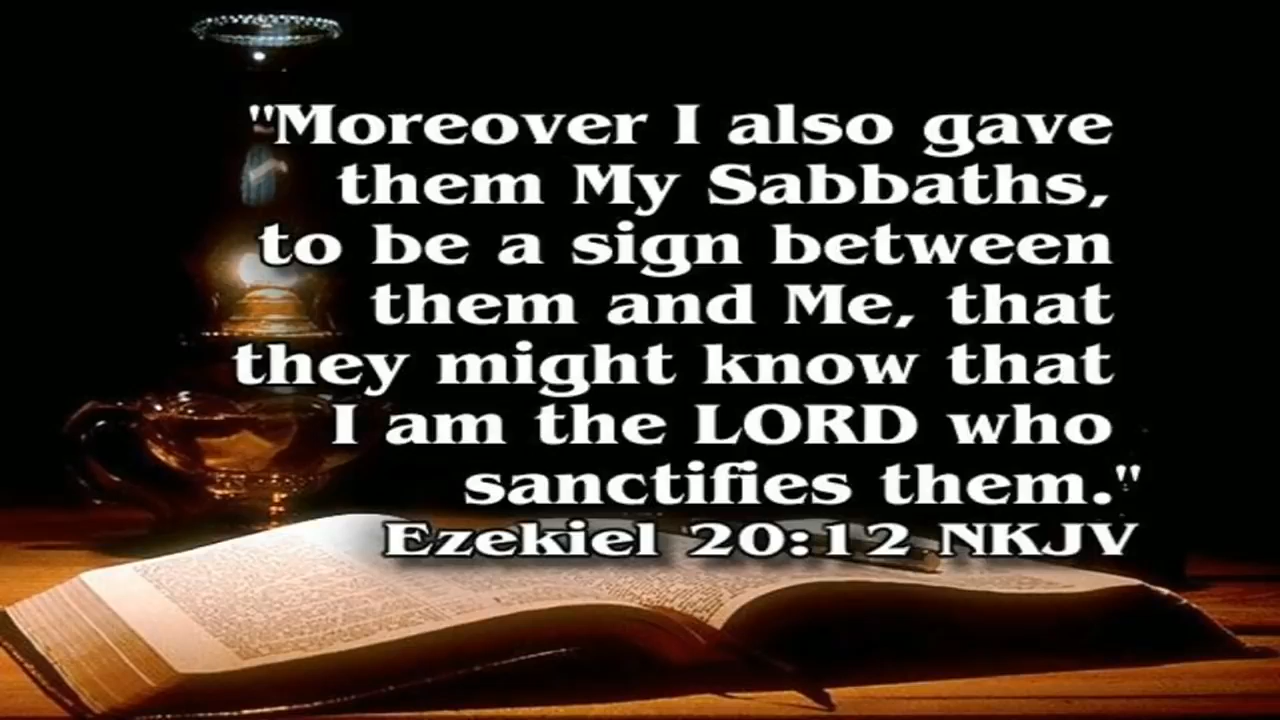 "Moreover I also gave
them My Sabbaths,
to be a sign between
them and Me, that
they might know that
I am the LORD who
sanctifies them."
Ezekiel 20:12 NKJV